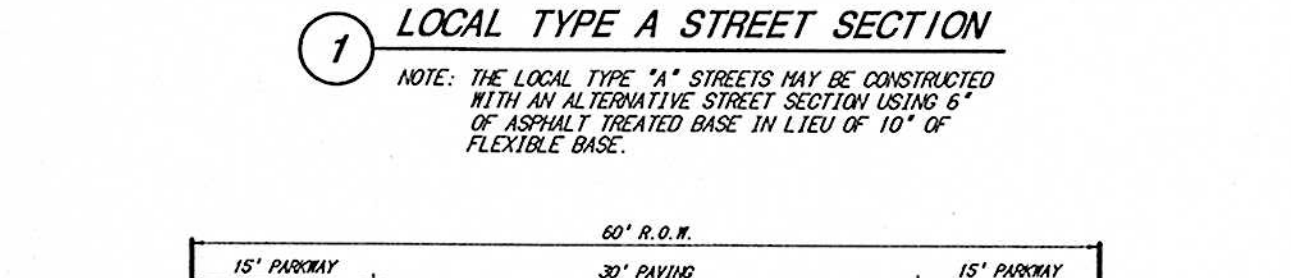 1
LOCAL TYPE A STREET SECTION
NOTE: THE LOCAL TYPE "A" STREETS MAY BE CONSTRUCTED
WITH AN ALTERNATIVE STREET SECTION USING 6"
OF ASPHALT TREATED BASE IN LIEU OF 10" OF
FLEXIBLE BASE.
60' R.O.W.
15' PARKWAY 30' PAVING 15' PARKWAY